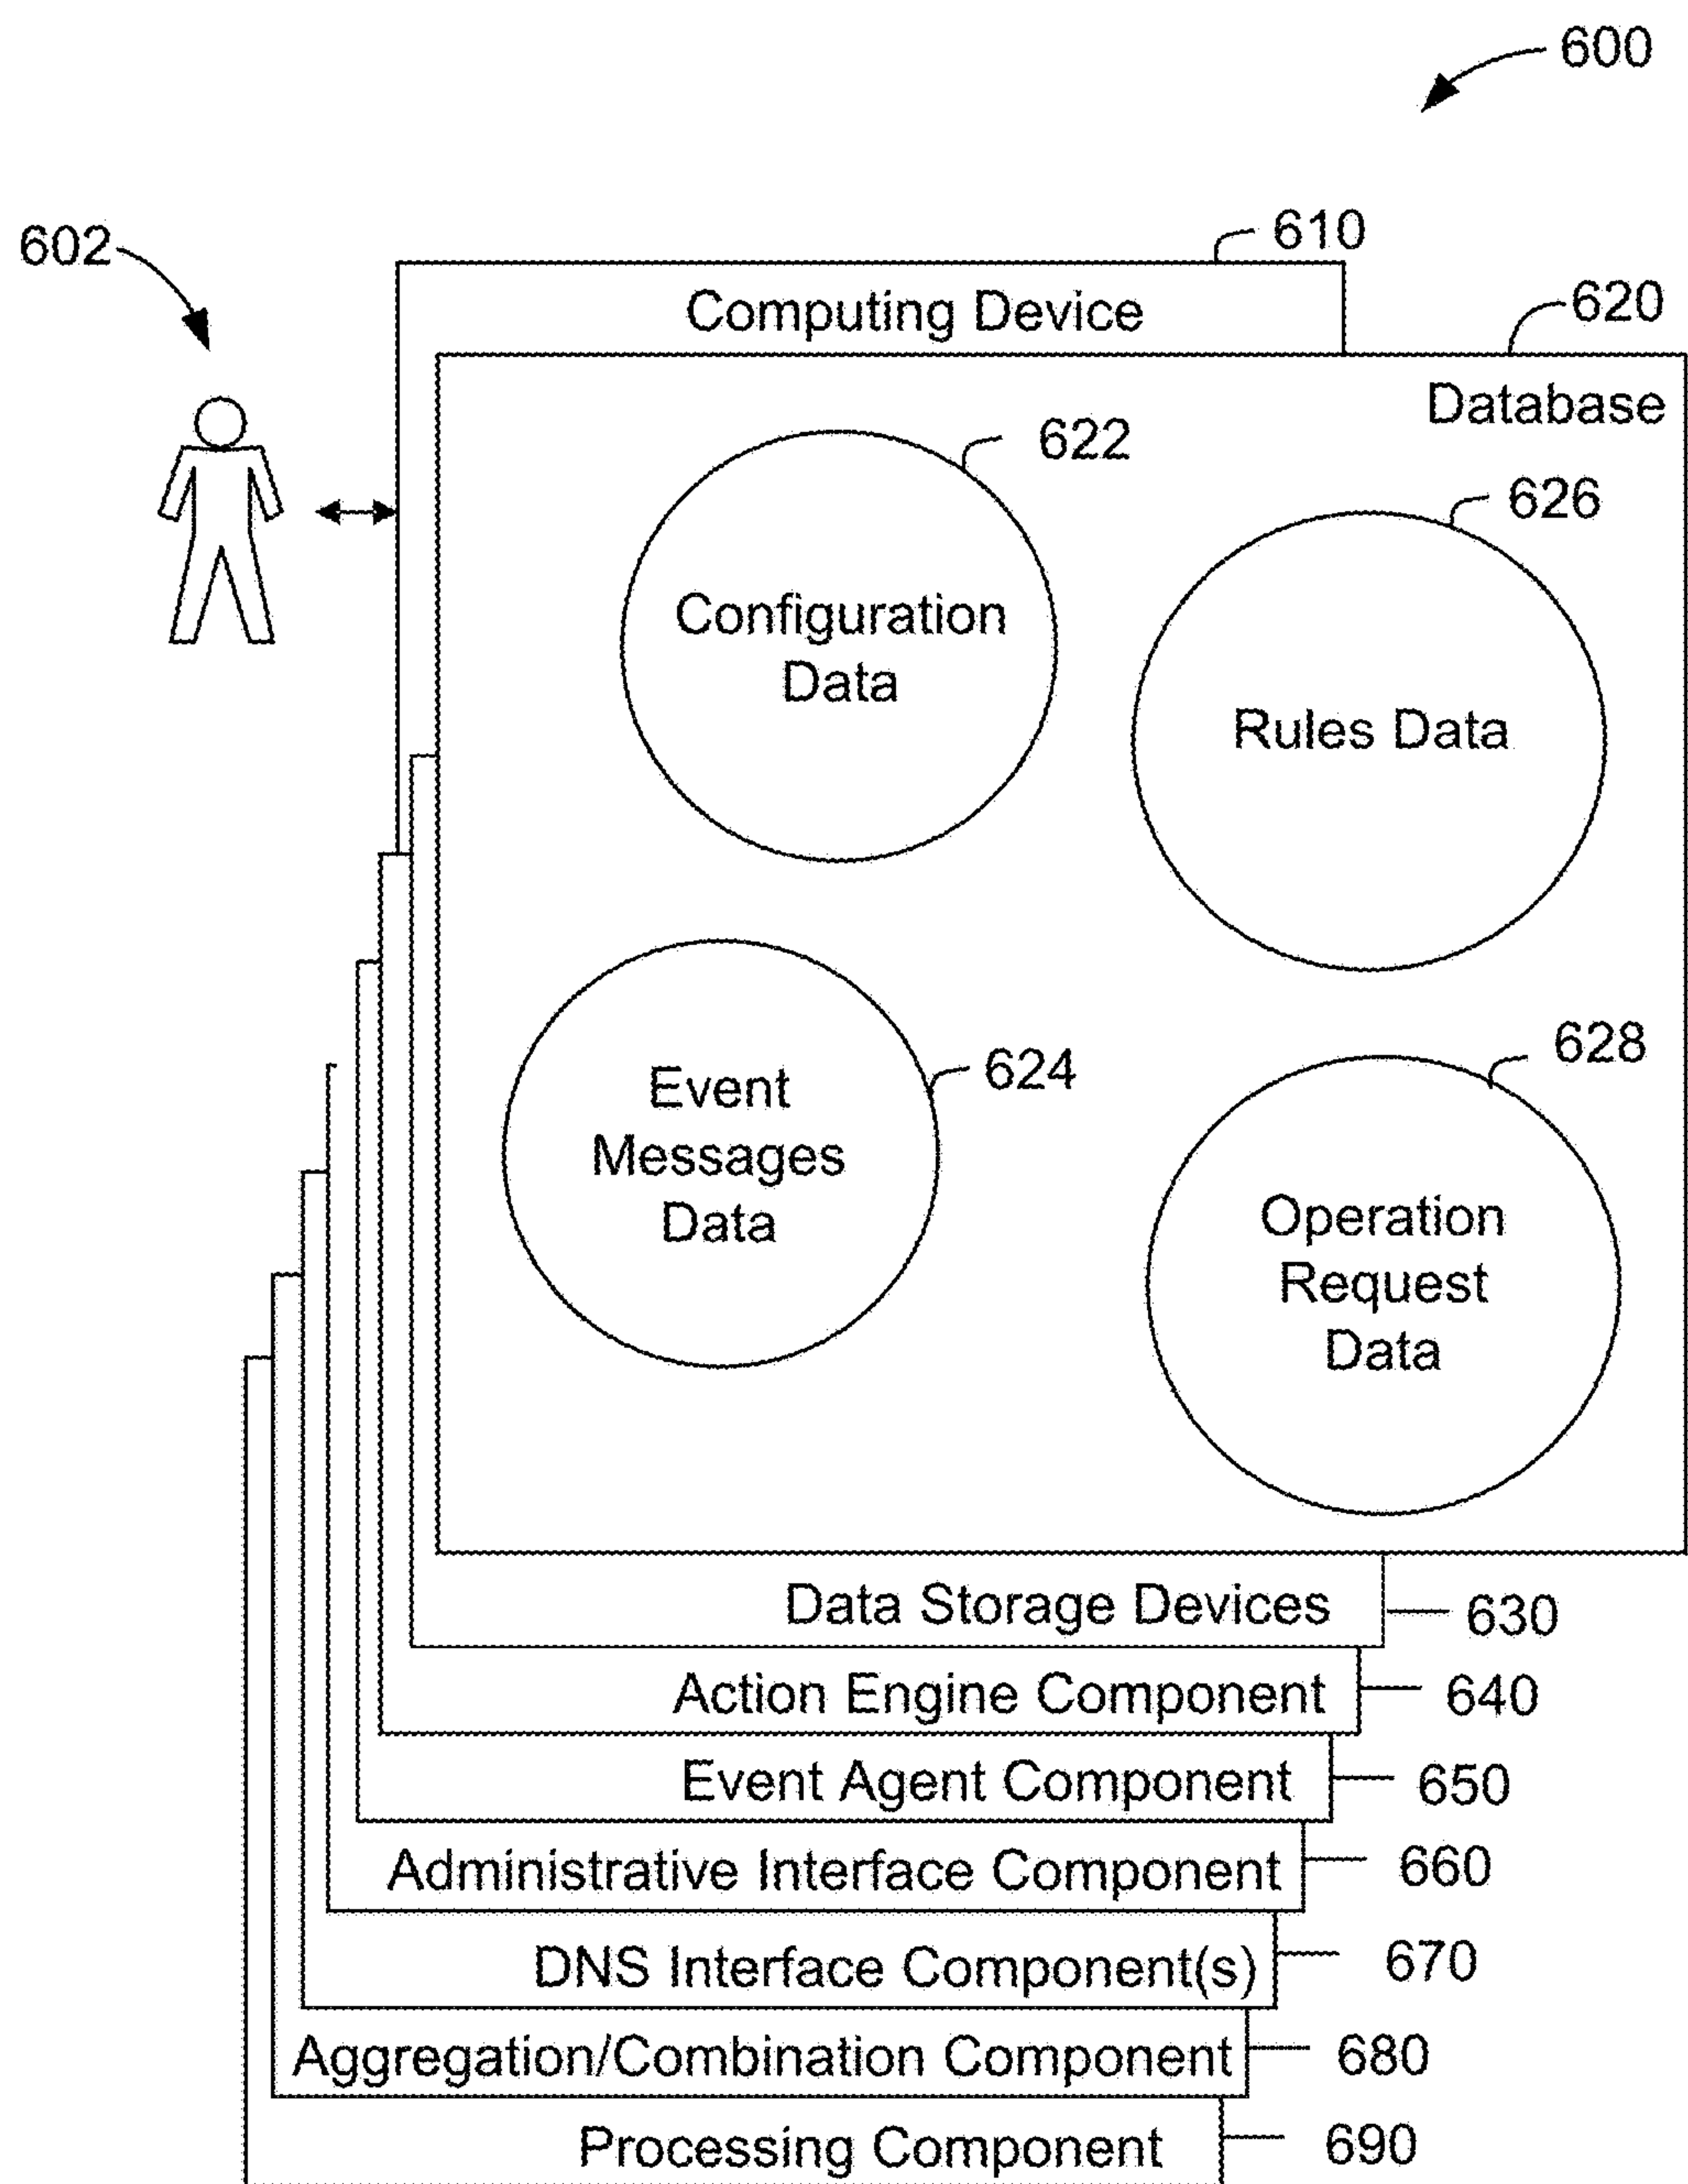 600
602
610
Computing Device
620
Database
622
626
Configuration
Data
Rules Data
624
628
Event
Messages
Data
Operation
Request
Data
Data Storage Devices
630
Action Engine Component
640
Event Agent Component
650
Administrative Interface Component
660
DNS Interface Component(s)
670
Aggregation/Combination Component
680
Processing Component
690